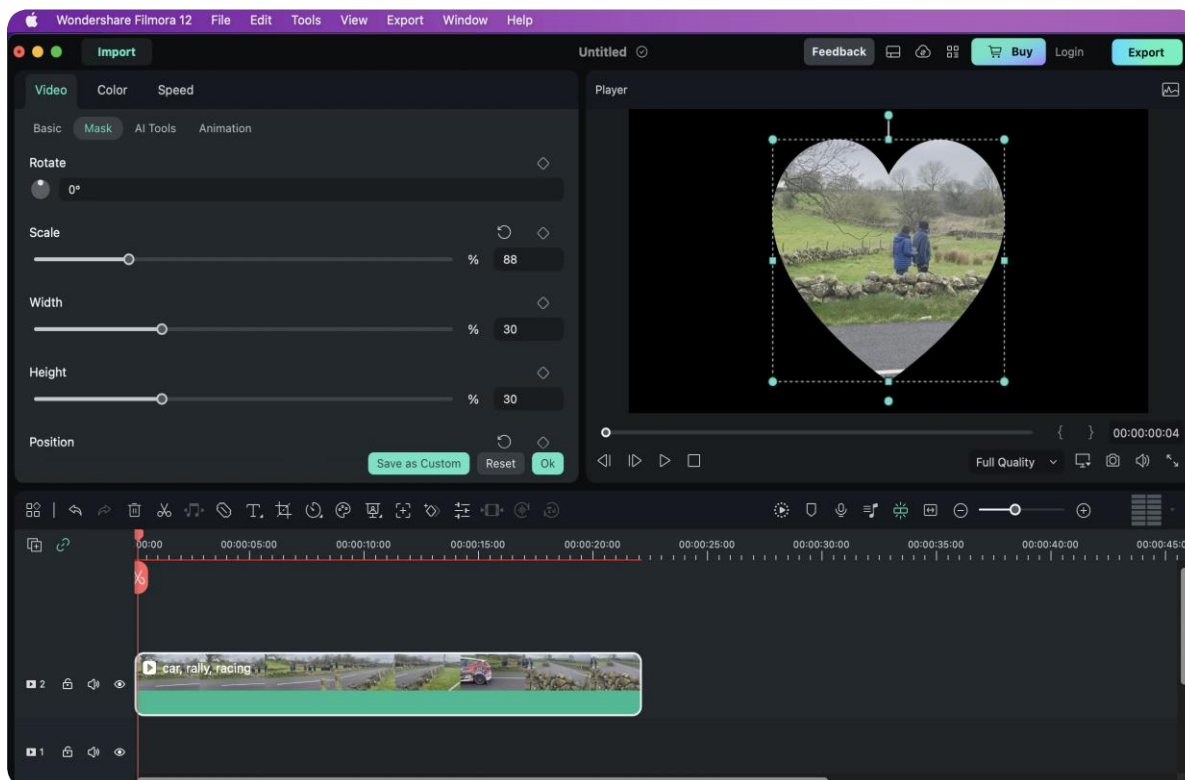 Wondershare Filmora 12 File Edit Tools View Export Window Help
Import Untitled Feedback Buy Login Export
Video Color Speed
Player
Basic Mask AI Tools Animation
Rotate
0°
Scale
% 88
Width
% 30
Height
% 30
Position
Save as Custom Reset Ok
{ } 00:00:00:04
Full Quality
00:00 00:00:05:00 00:00:10:00 00:00:15:00 00:00:20:00 00:00:25:00 00:00:30:00 00:00:35:00 00:00:40:00 00:00:45:0
car, rally, racing
2
1